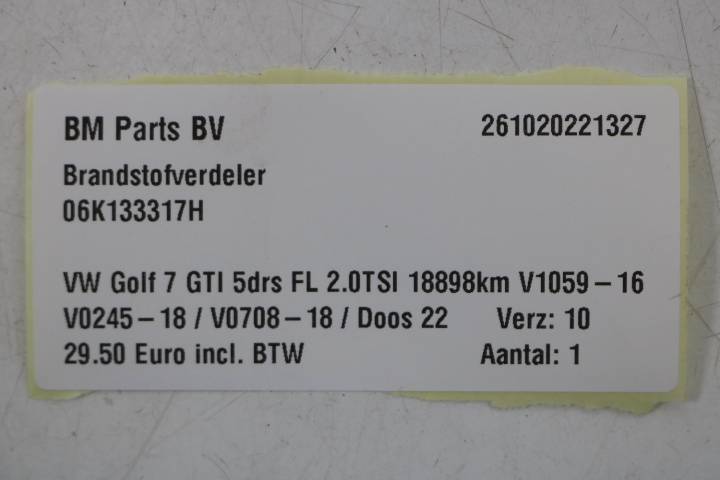 BM Parts BV 261020221327
Brandstofverdeler
06K133317H
VW Golf 7 GTI 5drs FL 2.0TSI 18898km V1059-16
V0245-18 / V0708-18 / Doos 22 Verz: 10
29.50 Euro incl. BTW Aantal: 1